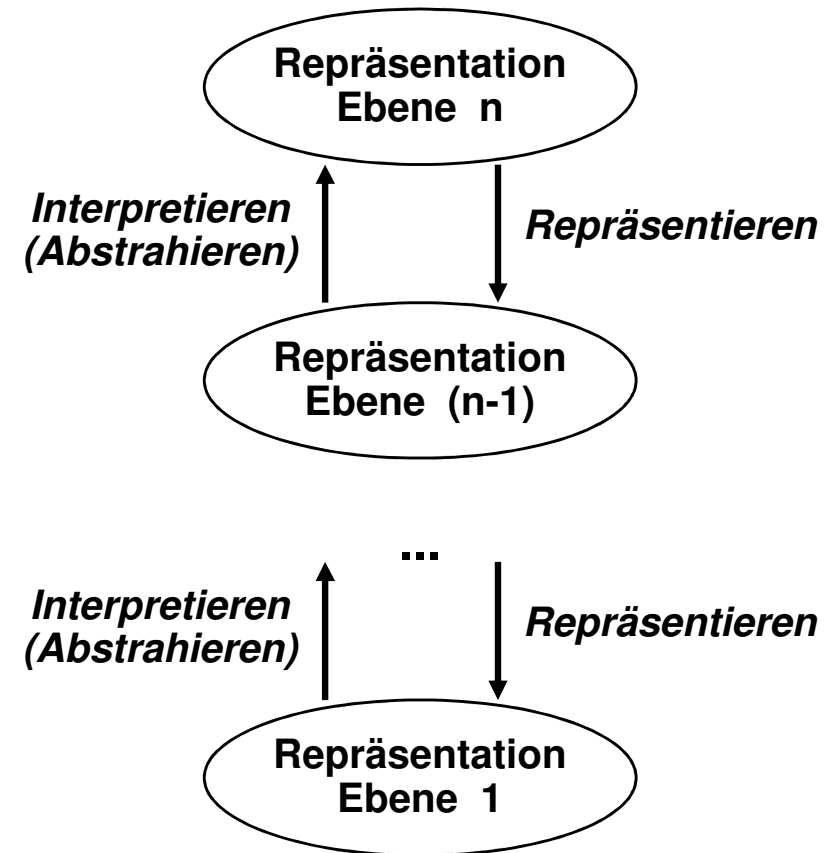 Repräsentation
Ebene n
Interpretieren
(Abstrahieren)
Repräsentieren
Repräsentation
Ebene (n-1)
...
Interpretieren
(Abstrahieren)
Repräsentieren
Repräsentation
Ebene 1